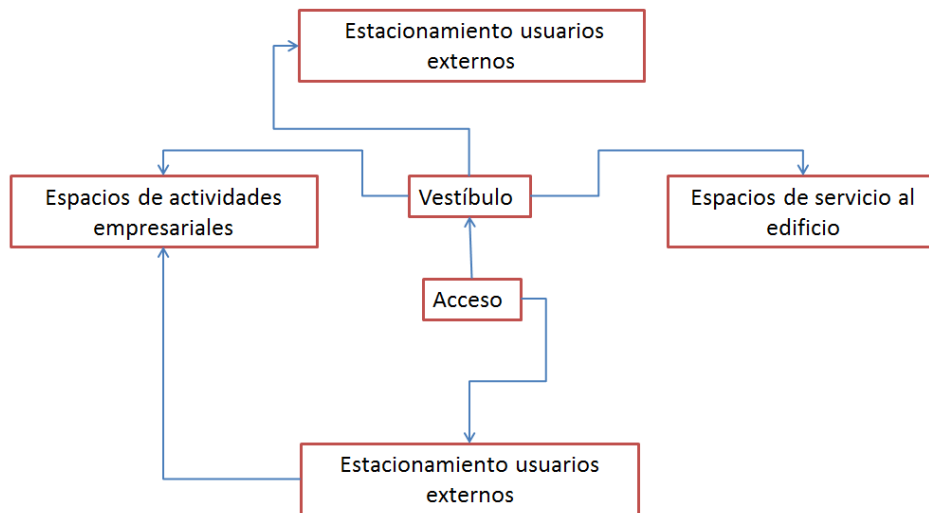 Estacionamiento usuarios
externos
Espacios de actividades
empresariales
Vestíbulo
Espacios de servicio al
edificio
Acceso
Estacionamiento usuarios
externos